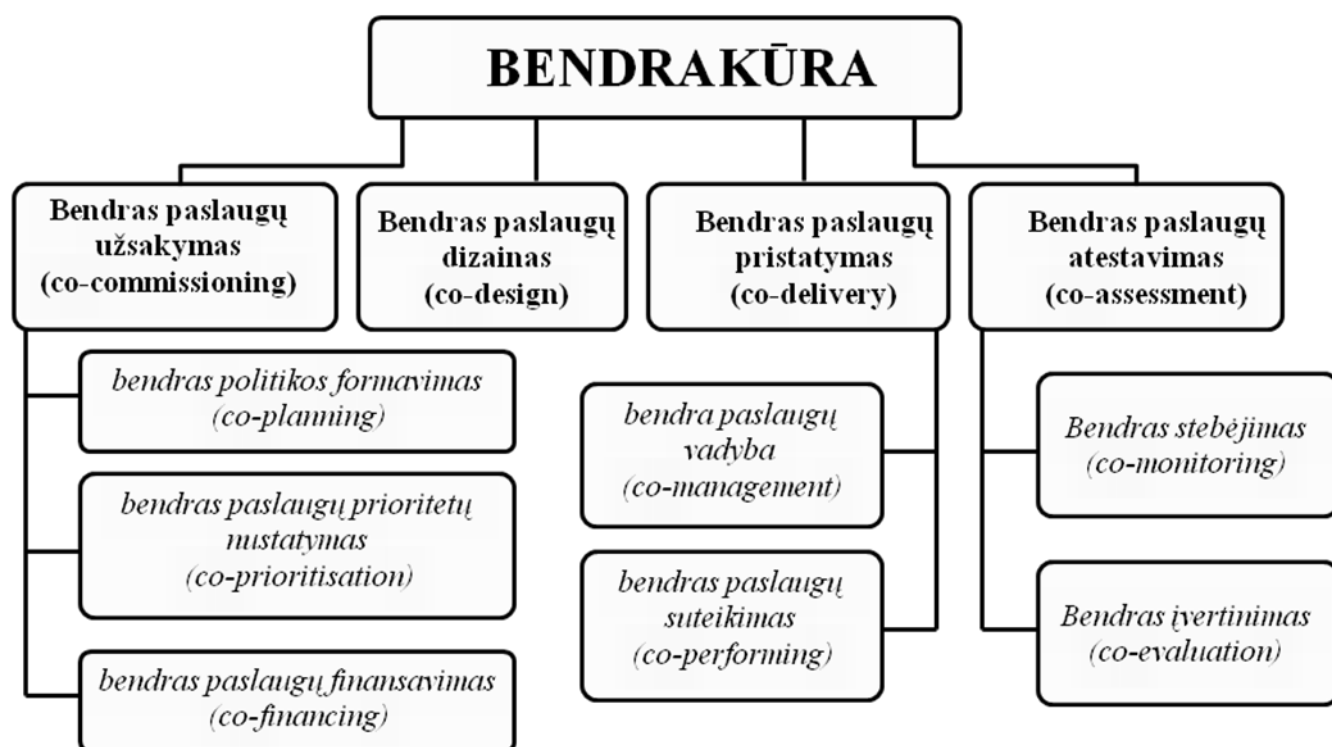 BENDRAKŪRA
Bendras paslaugų
užsakymas
(co-commissioning)
Bendras paslaugų
dizainas
(co-design)
Bendras paslaugų
pristatymas
(co-delivery)
Bendras paslaugų
atestavimas
(co-assessment)
bendras politikos formavimas
(co-planning)
bendras paslaugų prioritetų
nustatymas
(co-prioritisation)
bendras paslaugų finansavimas
(co-financing)
bendra paslaugų
vadyba
(co-management)
bendras paslaugų
suteikimas
(co-performing)
Bendras stebėjimas
(co-monitoring)
Bendras įvertinimas
(co-evaluation)